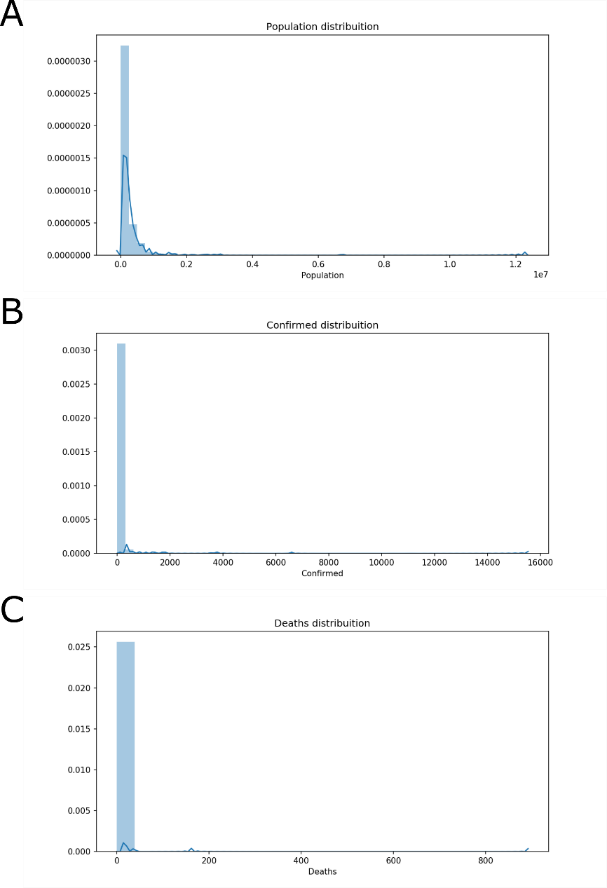 A
Population distribuition
0.0000030
0.0000025
0.0000020
0.0000015
0.0000010
0.0000005
0.0000000
0.0 0.2 0.4 0.6 0.8 1.0 1.2
1e7
Population
B
Confirmed distribuition
0.0030
0.0025
0.0020
0.0015
0.0010
0.0005
0.0000
0 2000 4000 6000 8000 10000 12000 14000 16000
Confirmed
C
Deaths distribuition
0.025
0.020
0.015
0.010
0.005
0.000
0 200 400 600 800
Deaths